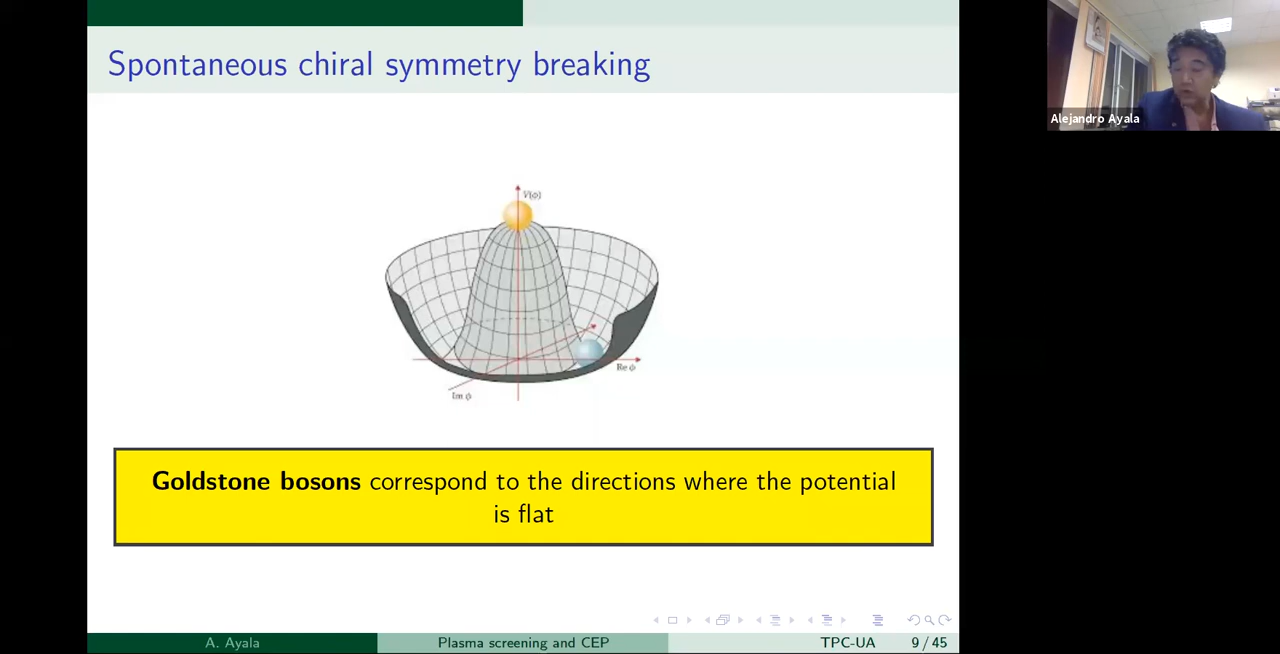 Spontaneous chiral symmetry breaking
Alejandro Ayala
V(ϕ)
Re ϕ
Im ϕ
Goldstone bosons correspond to the directions where the potential
is flat
A. Ayala
Plasma screening and CEP
TPC-UA
9 / 45